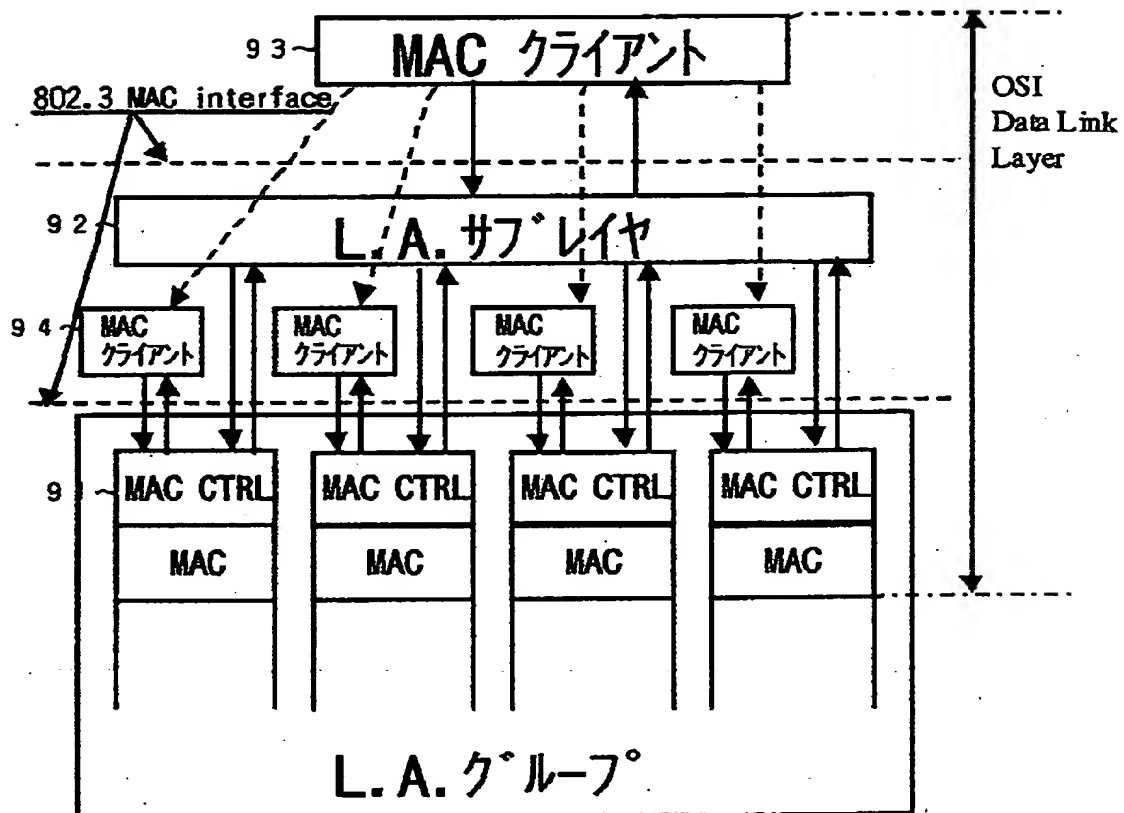 93
MAC クライアント
802.3 MAC interface
OSI
Data Link
Layer
92
L.A.サブレイヤ
94
MAC
クライアント
MAC
クライアント
MAC
クライアント
MAC
クライアント
91
MAC CTRL
MAC CTRL
MAC CTRL
MAC CTRL
MAC
MAC
MAC
MAC
L.A.グループ